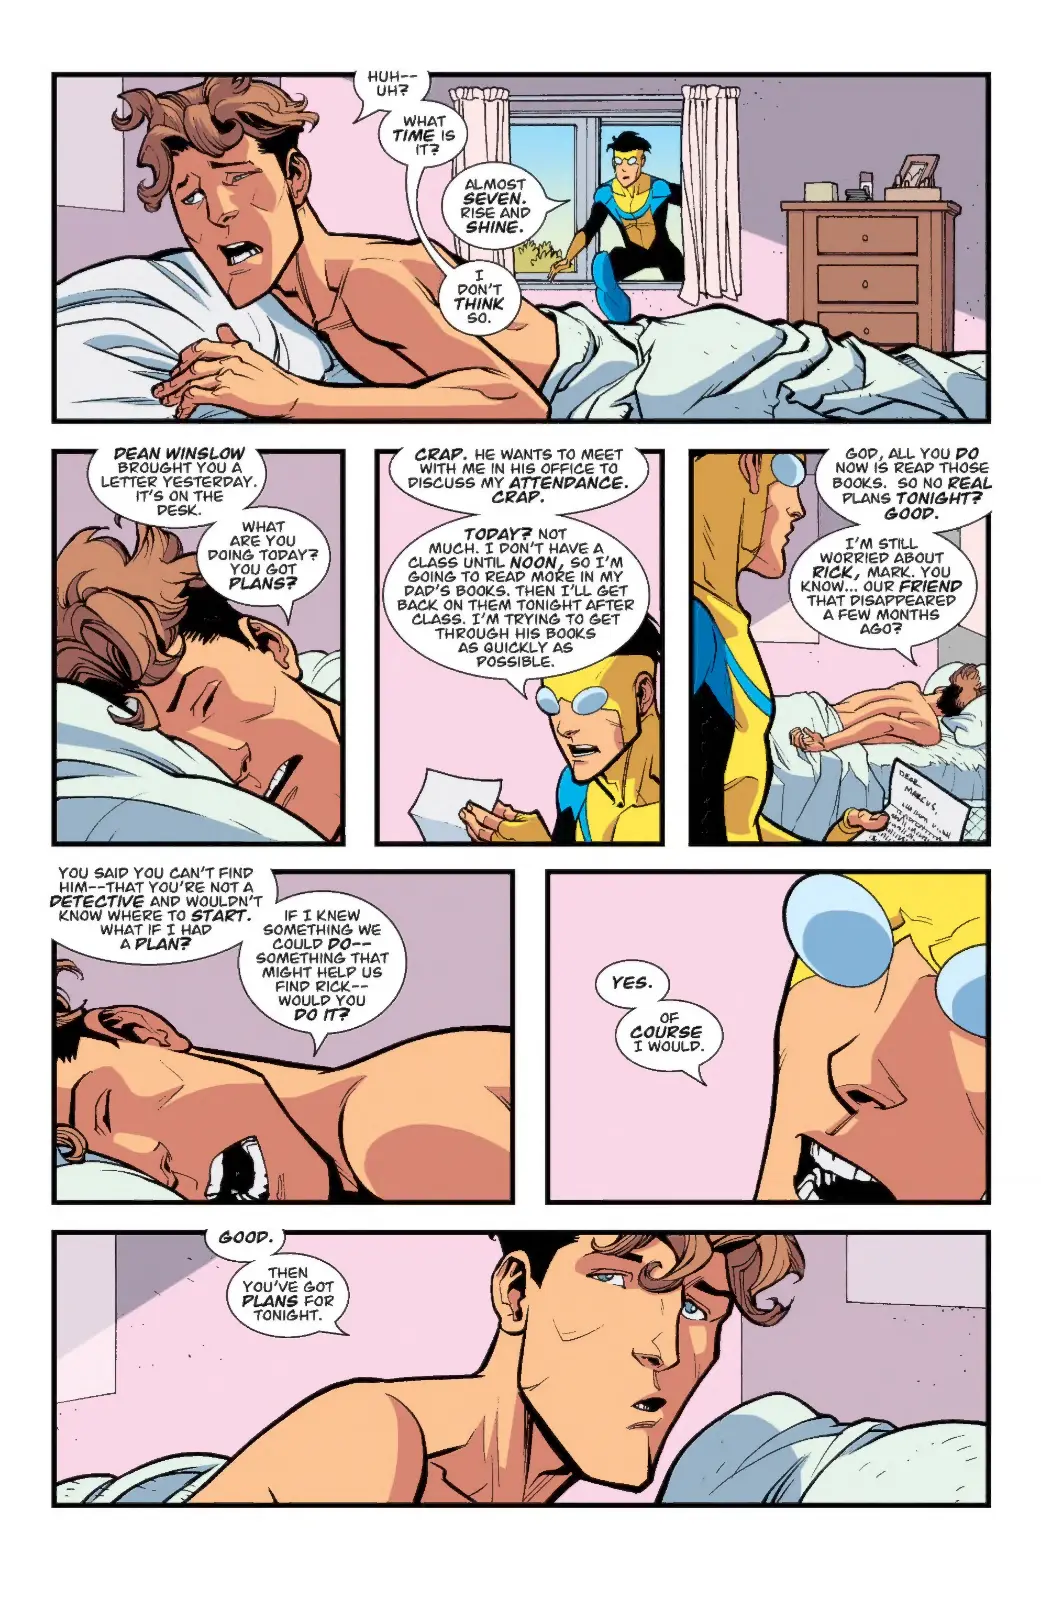 HUH--
UH?
WHAT
TIME IS
IT?
ALMOST
SEVEN.
RISE AND
SHINE.
I
DON'T
THINK
SO.
DEAN WINSLOW
BROUGHT YOU A
LETTER YESTERDAY.
IT'S ON THE
DESK.
WHAT
ARE YOU
DOING TODAY?
YOU GOT
PLANS?
CRAP. HE WANTS TO MEET
WITH ME IN HIS OFFICE TO
DISCUSS MY ATTENDANCE.
CRAP.
TODAY? NOT
MUCH. I DON'T HAVE A
CLASS UNTIL NOON, SO I'M
GOING TO READ MORE IN MY
DAD'S BOOKS. THEN I'LL GET
BACK ON THEM TONIGHT AFTER
CLASS. I'M TRYING TO GET
THROUGH HIS BOOKS
AS QUICKLY AS
POSSIBLE.
GOD, ALL YOU DO
NOW IS READ THOSE
BOOKS. SO NO REAL
PLANS TONIGHT?
GOOD.
I'M STILL
WORRIED ABOUT
RICK, MARK. YOU
KNOW... OUR FRIEND
THAT DISAPPEARED
A FEW MONTHS
AGO?
DEAR
MARCUS,
YOU SAID YOU CAN'T FIND
HIM--THAT YOU'RE NOT A
DETECTIVE AND WOULDN'T
KNOW WHERE TO START.
WHAT IF I HAD
A PLAN?
IF I KNEW
SOMETHING WE
COULD DO--
SOMETHING THAT
MIGHT HELP US
FIND RICK--
WOULD YOU
DO IT?
YES.
OF
COURSE
I WOULD.
GOOD.
THEN
YOU'VE GOT
PLANS FOR
TONIGHT.